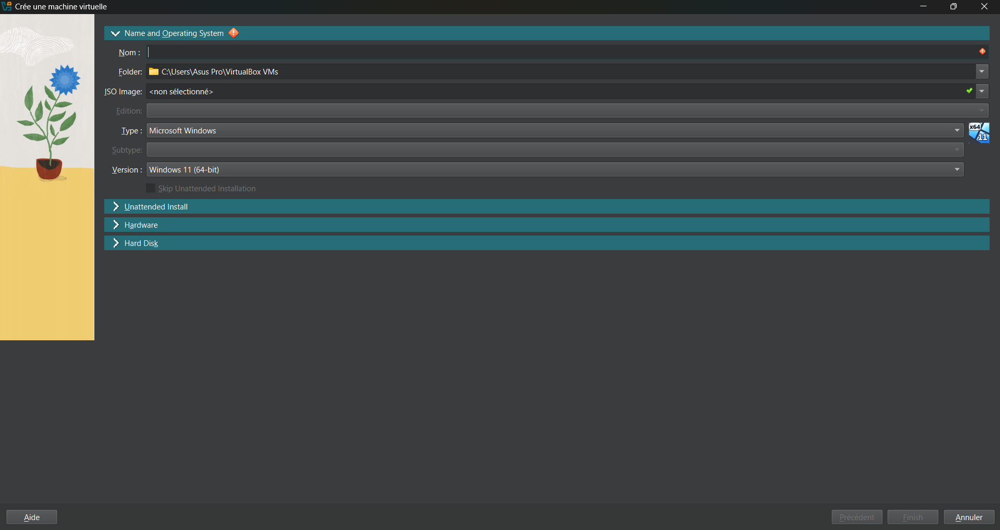 Crée une machine virtuelle
Name and Operating System
Nom :
Folder: C:\Users\Asus Pro\VirtualBox VMs
ISO Image: <non sélectionné>
Edition:
Type : Microsoft Windows
x64
11
Subtype:
Version : Windows 11 (64-bit)
Skip Unattended Installation
Unattended Install
Hardware
Hard Disk
Aide
Précédent
Finish
Annuler